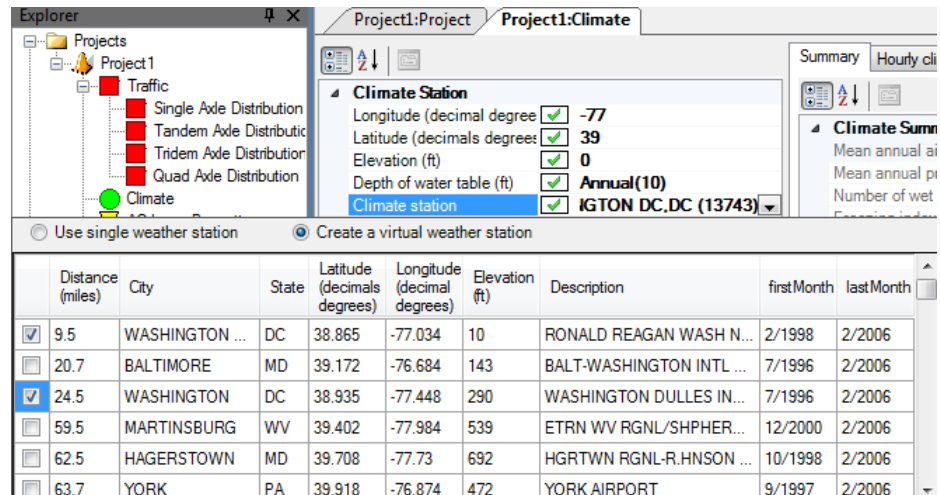 Explorer
Projects
Project1
Traffic
Single Axle Distribution
Tandem Axle Distributic
Tridem Axle Distribution
Quad Axle Distribution
Climate
Project1:Project Project1:Climate
Climate Station
Longitude (decimal degree -77
Latitude (decimals degrees 39
Elevation (ft) 0
Depth of water table (ft) Annual(10)
Climate station IGTON DC,DC (13743)
Summary Hourly cli
Climate Summ
Mean annual ai
Mean annual pr
Number of wet
Use single weather station Create a virtual weather station
Distance (miles) City State Latitude (decimals degrees) Longitude (decimal degrees) Elevation (ft) Description firstMonth lastMonth
9.5 WASHINGTON ... DC 38.865 -77.034 10 RONALD REAGAN WASH N... 2/1998 2/2006
20.7 BALTIMORE MD 39.172 -76.684 143 BALT-WASHINGTON INTL ... 7/1996 2/2006
24.5 WASHINGTON DC 38.935 -77.448 290 WASHINGTON DULLES IN... 7/1996 2/2006
59.5 MARTINSBURG WV 39.402 -77.984 539 ETRN WV RGNL/SHPHER... 12/2000 2/2006
62.5 HAGERSTOWN MD 39.708 -77.73 692 HGRTWN RGNL-R.HNSON ... 10/1998 2/2006
63.7 YORK PA 39.918 -76.874 472 YORK AIRPORT 9/1997 2/2006